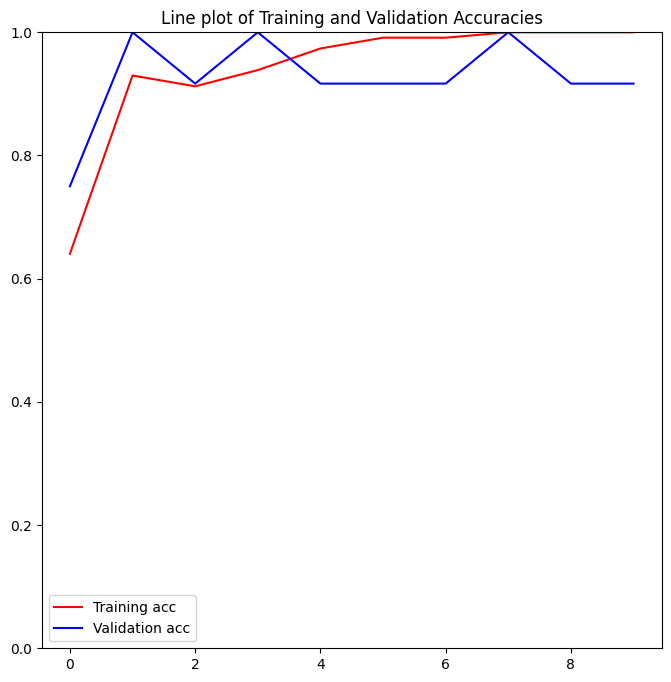 Line plot of Training and Validation Accuracies
1.0
0.8
0.6
0.4
0.2
0.0
Training acc
Validation acc
0 2 4 6 8